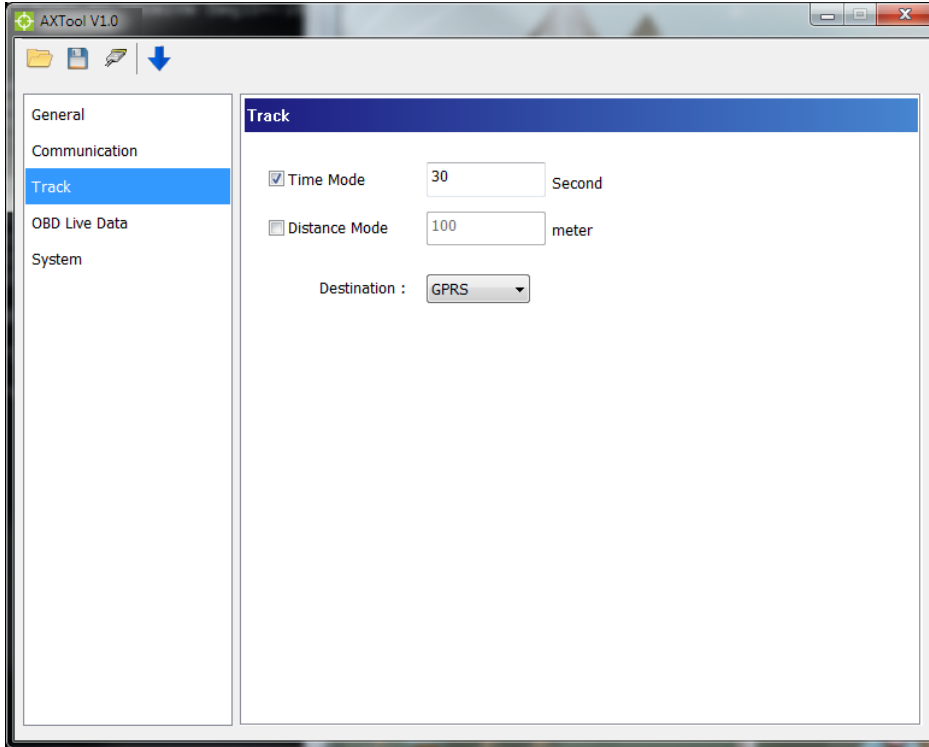 AXTool V1.0
General
Communication
Track
OBD Live Data
System
Track
Time Mode 30 Second
Distance Mode 100 meter
Destination : GPRS